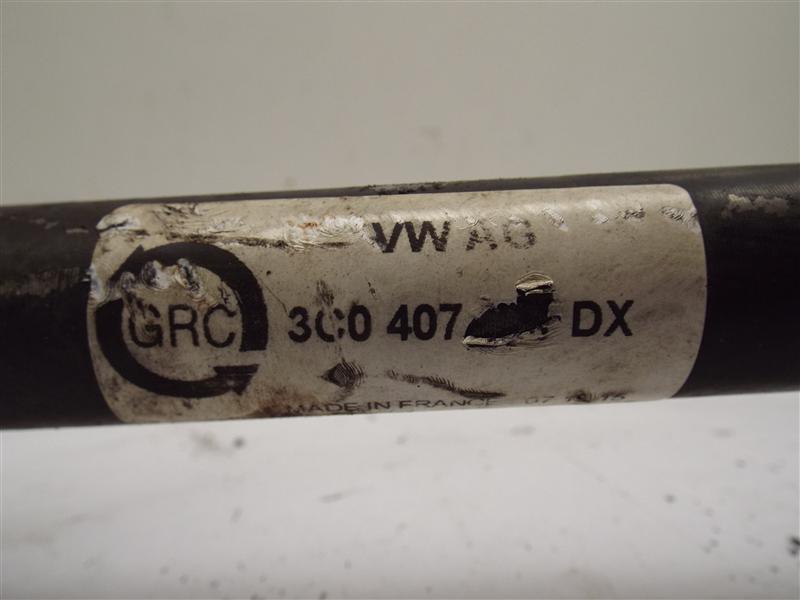 VW AG
GRC
3C0 407 DX
MADE IN FRANCE